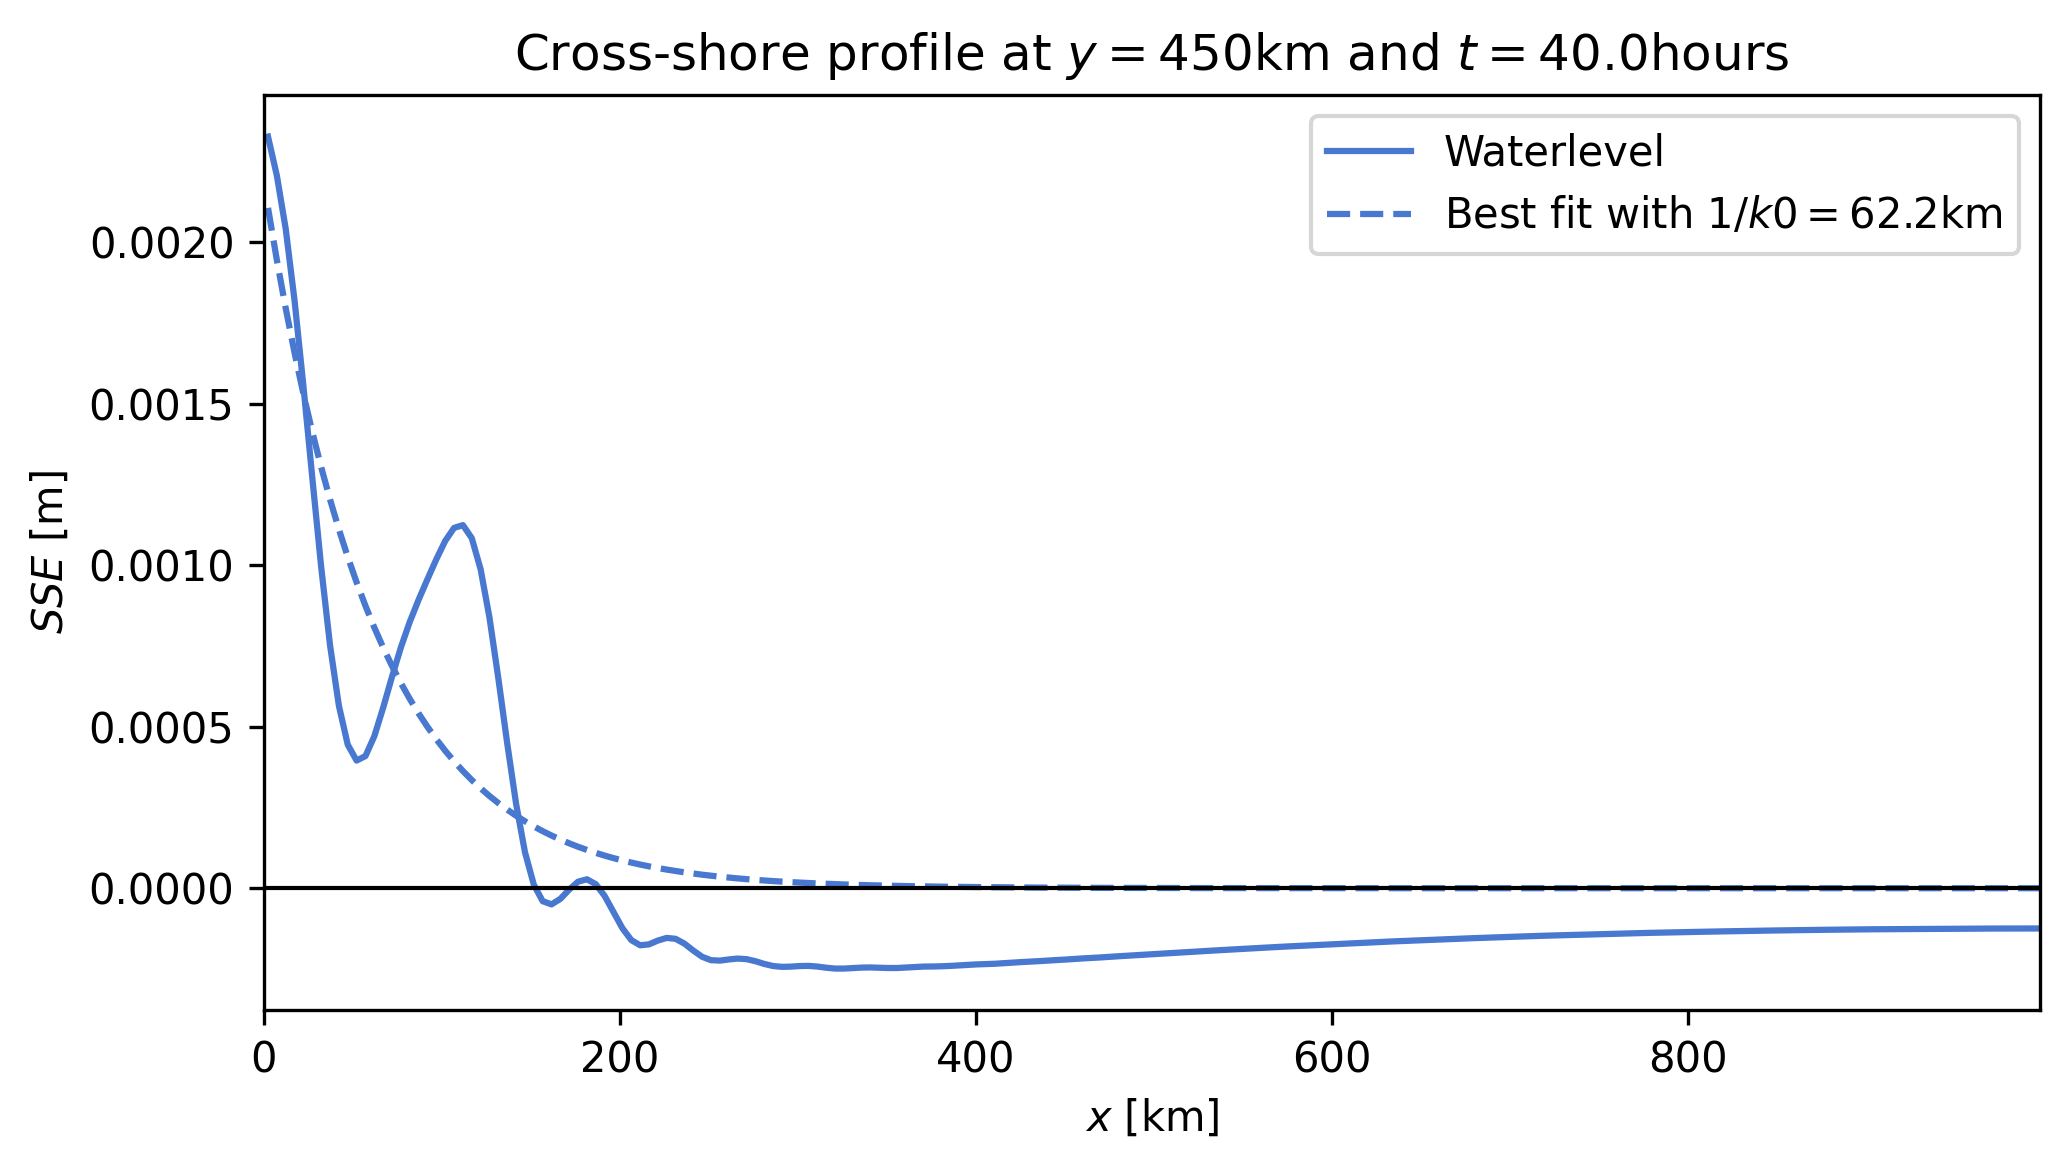 Cross-shore profile at y = 450km and t = 40.0hours
Waterlevel
Best fit with 1/k0 = 62.2km
SSE [m]
0.0020
0.0015
0.0010
0.0005
0.0000
0 200 400 600 800
x [km]